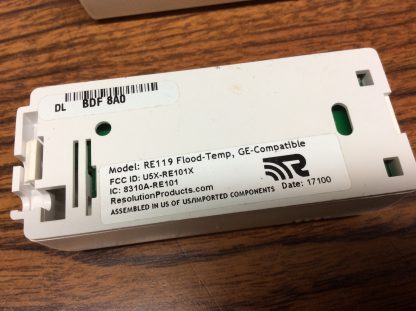 DL BDF 8A0
Model: RE119 Flood-Temp, GE-Compatible
FCC ID: U5X-RE101X
IC: 8310A-RE101
ResolutionProducts.com
ASSEMBLED IN US OF US/IMPORTED COMPONENTS
Date: 17100